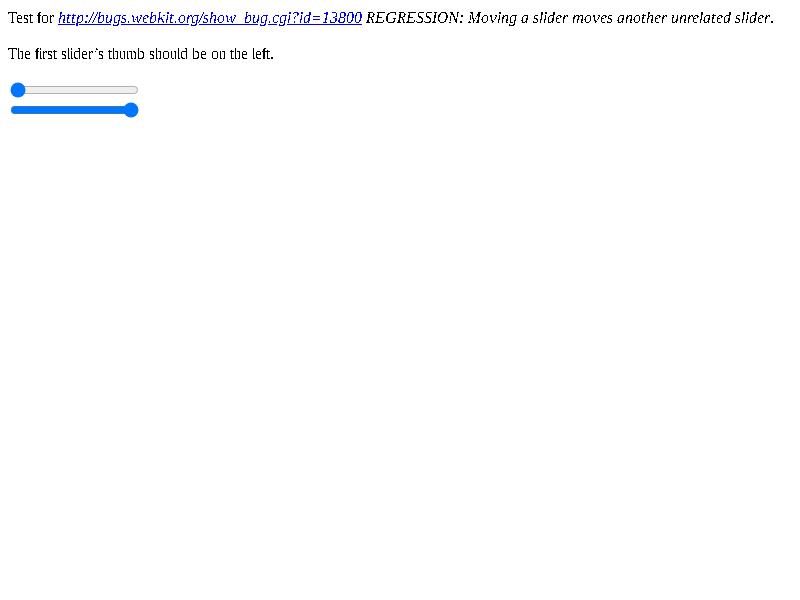 Test for http://bugs.webkit.org/show_bug.cgi?id=13800 REGRESSION: Moving a slider moves another unrelated slider.
The first slider's thumb should be on the left.